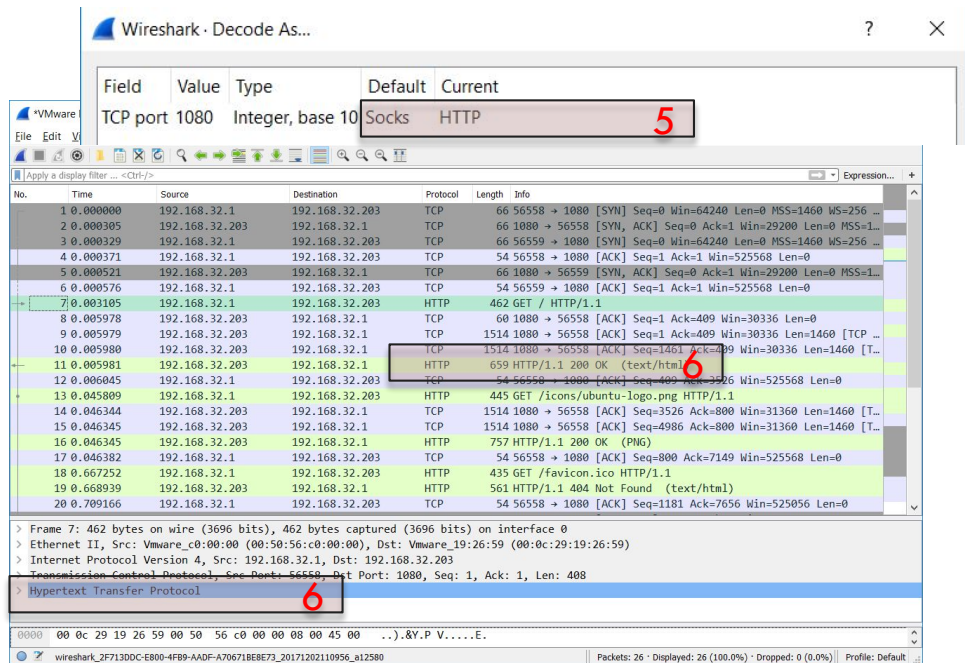 Wireshark · Decode As... ? ×
Field Value Type Default Current
TCP port 1080 Integer, base 10 Socks HTTP 5
*VMware
File Edit
Apply a display filter ... <Ctrl-/> Expression... +
No. Time Source Destination Protocol Length Info
1 0.000000 192.168.32.1 192.168.32.203 TCP 66 56558 → 1080 [SYN] Seq=0 Win=64240 Len=0 MSS=1460 WS=256 ...
2 0.000305 192.168.32.203 192.168.32.1 TCP 66 1080 → 56558 [SYN, ACK] Seq=0 Ack=1 Win=29200 Len=0 MSS=1...
3 0.000329 192.168.32.1 192.168.32.203 TCP 66 56559 → 1080 [SYN] Seq=0 Win=64240 Len=0 MSS=1460 WS=256 ...
4 0.000371 192.168.32.1 192.168.32.203 TCP 54 56558 → 1080 [ACK] Seq=1 Ack=1 Win=525568 Len=0
5 0.000521 192.168.32.203 192.168.32.1 TCP 66 1080 → 56559 [SYN, ACK] Seq=0 Ack=1 Win=29200 Len=0 MSS=1...
6 0.000576 192.168.32.1 192.168.32.203 TCP 54 56559 → 1080 [ACK] Seq=1 Ack=1 Win=525568 Len=0
7 0.003105 192.168.32.1 192.168.32.203 HTTP 462 GET / HTTP/1.1
8 0.005978 192.168.32.203 192.168.32.1 TCP 60 1080 → 56558 [ACK] Seq=1 Ack=409 Win=30336 Len=0
9 0.005979 192.168.32.203 192.168.32.1 TCP 1514 1080 → 56558 [ACK] Seq=1 Ack=409 Win=30336 Len=1460 [TCP ...
10 0.005980 192.168.32.203 192.168.32.1 TCP 1514 1080 → 56558 [ACK] Seq=1461 Ack=409 Win=30336 Len=1460 [T...
11 0.005981 192.168.32.203 192.168.32.1 HTTP 659 HTTP/1.1 200 OK (text/html 6
12 0.006045 192.168.32.1 192.168.32.203 TCP 54 56558 → 1080 [ACK] Seq=409 Ack=3526 Win=525568 Len=0
13 0.045809 192.168.32.1 192.168.32.203 HTTP 445 GET /icons/ubuntu-logo.png HTTP/1.1
14 0.046344 192.168.32.203 192.168.32.1 TCP 1514 1080 → 56558 [ACK] Seq=3526 Ack=800 Win=31360 Len=1460 [T...
15 0.046345 192.168.32.203 192.168.32.1 TCP 1514 1080 → 56558 [ACK] Seq=4986 Ack=800 Win=31360 Len=1460 [T...
16 0.046345 192.168.32.203 192.168.32.1 HTTP 757 HTTP/1.1 200 OK (PNG)
17 0.046382 192.168.32.1 192.168.32.203 TCP 54 56558 → 1080 [ACK] Seq=800 Ack=7149 Win=525568 Len=0
18 0.667252 192.168.32.1 192.168.32.203 HTTP 435 GET /favicon.ico HTTP/1.1
19 0.668939 192.168.32.203 192.168.32.1 HTTP 561 HTTP/1.1 404 Not Found (text/html)
20 0.709166 192.168.32.1 192.168.32.203 TCP 54 56558 → 1080 [ACK] Seq=1181 Ack=7656 Win=525056 Len=0
> Frame 7: 462 bytes on wire (3696 bits), 462 bytes captured (3696 bits) on interface 0
> Ethernet II, Src: Vmware_c0:00:00 (00:50:56:c0:00:00), Dst: Vmware_19:26:59 (00:0c:29:19:26:59)
> Internet Protocol Version 4, Src: 192.168.32.1, Dst: 192.168.32.203
> Transmission Control Protocol, Src Port: 56558, Dst Port: 1080, Seq: 1, Ack: 1, Len: 408
> Hypertext Transfer Protocol 6
0000 00 0c 29 19 26 59 00 50 56 c0 00 00 08 00 45 00 ..).&Y.P V.....E.
wireshark_2F713DDC-E800-4FB9-AADF-A70671BE8E73_20171202110956_a12580 Packets: 26 · Displayed: 26 (100.0%) · Dropped: 0 (0.0%) Profile: Default